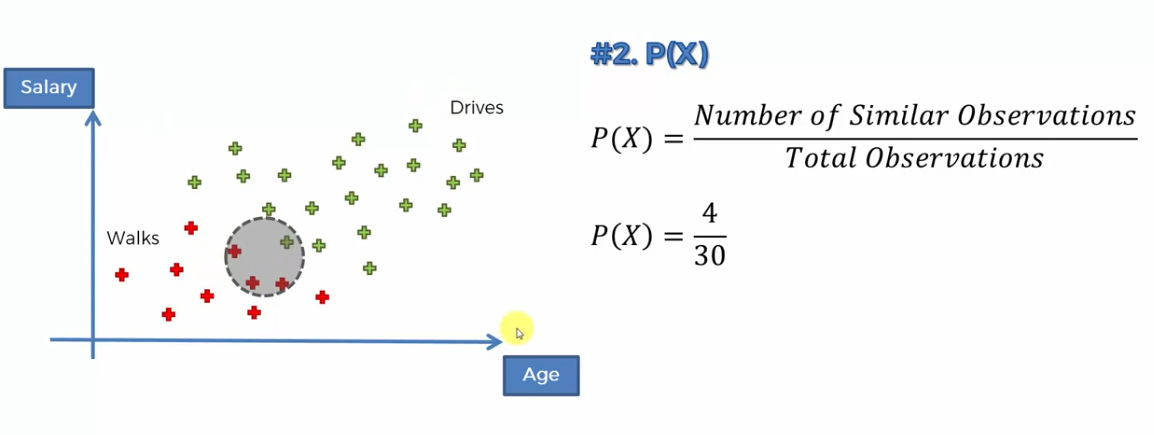 #2. P(X)
Salary
Drives
P(X) = Number of Similar Observations / Total Observations
Walks
P(X) = 4 / 30
Age